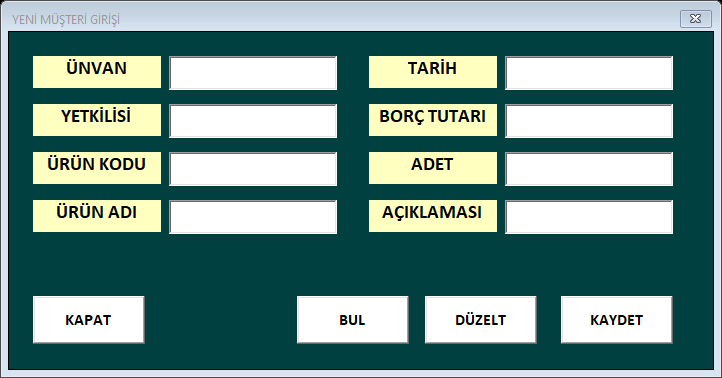 YENİ MÜŞTERİ GİRİŞİ
ÜNVAN
TARİH
YETKİLİSİ
BORÇ TUTARI
ÜRÜN KODU
ADET
ÜRÜN ADI
AÇIKLAMASI
KAPAT
BUL
DÜZELT
KAYDET